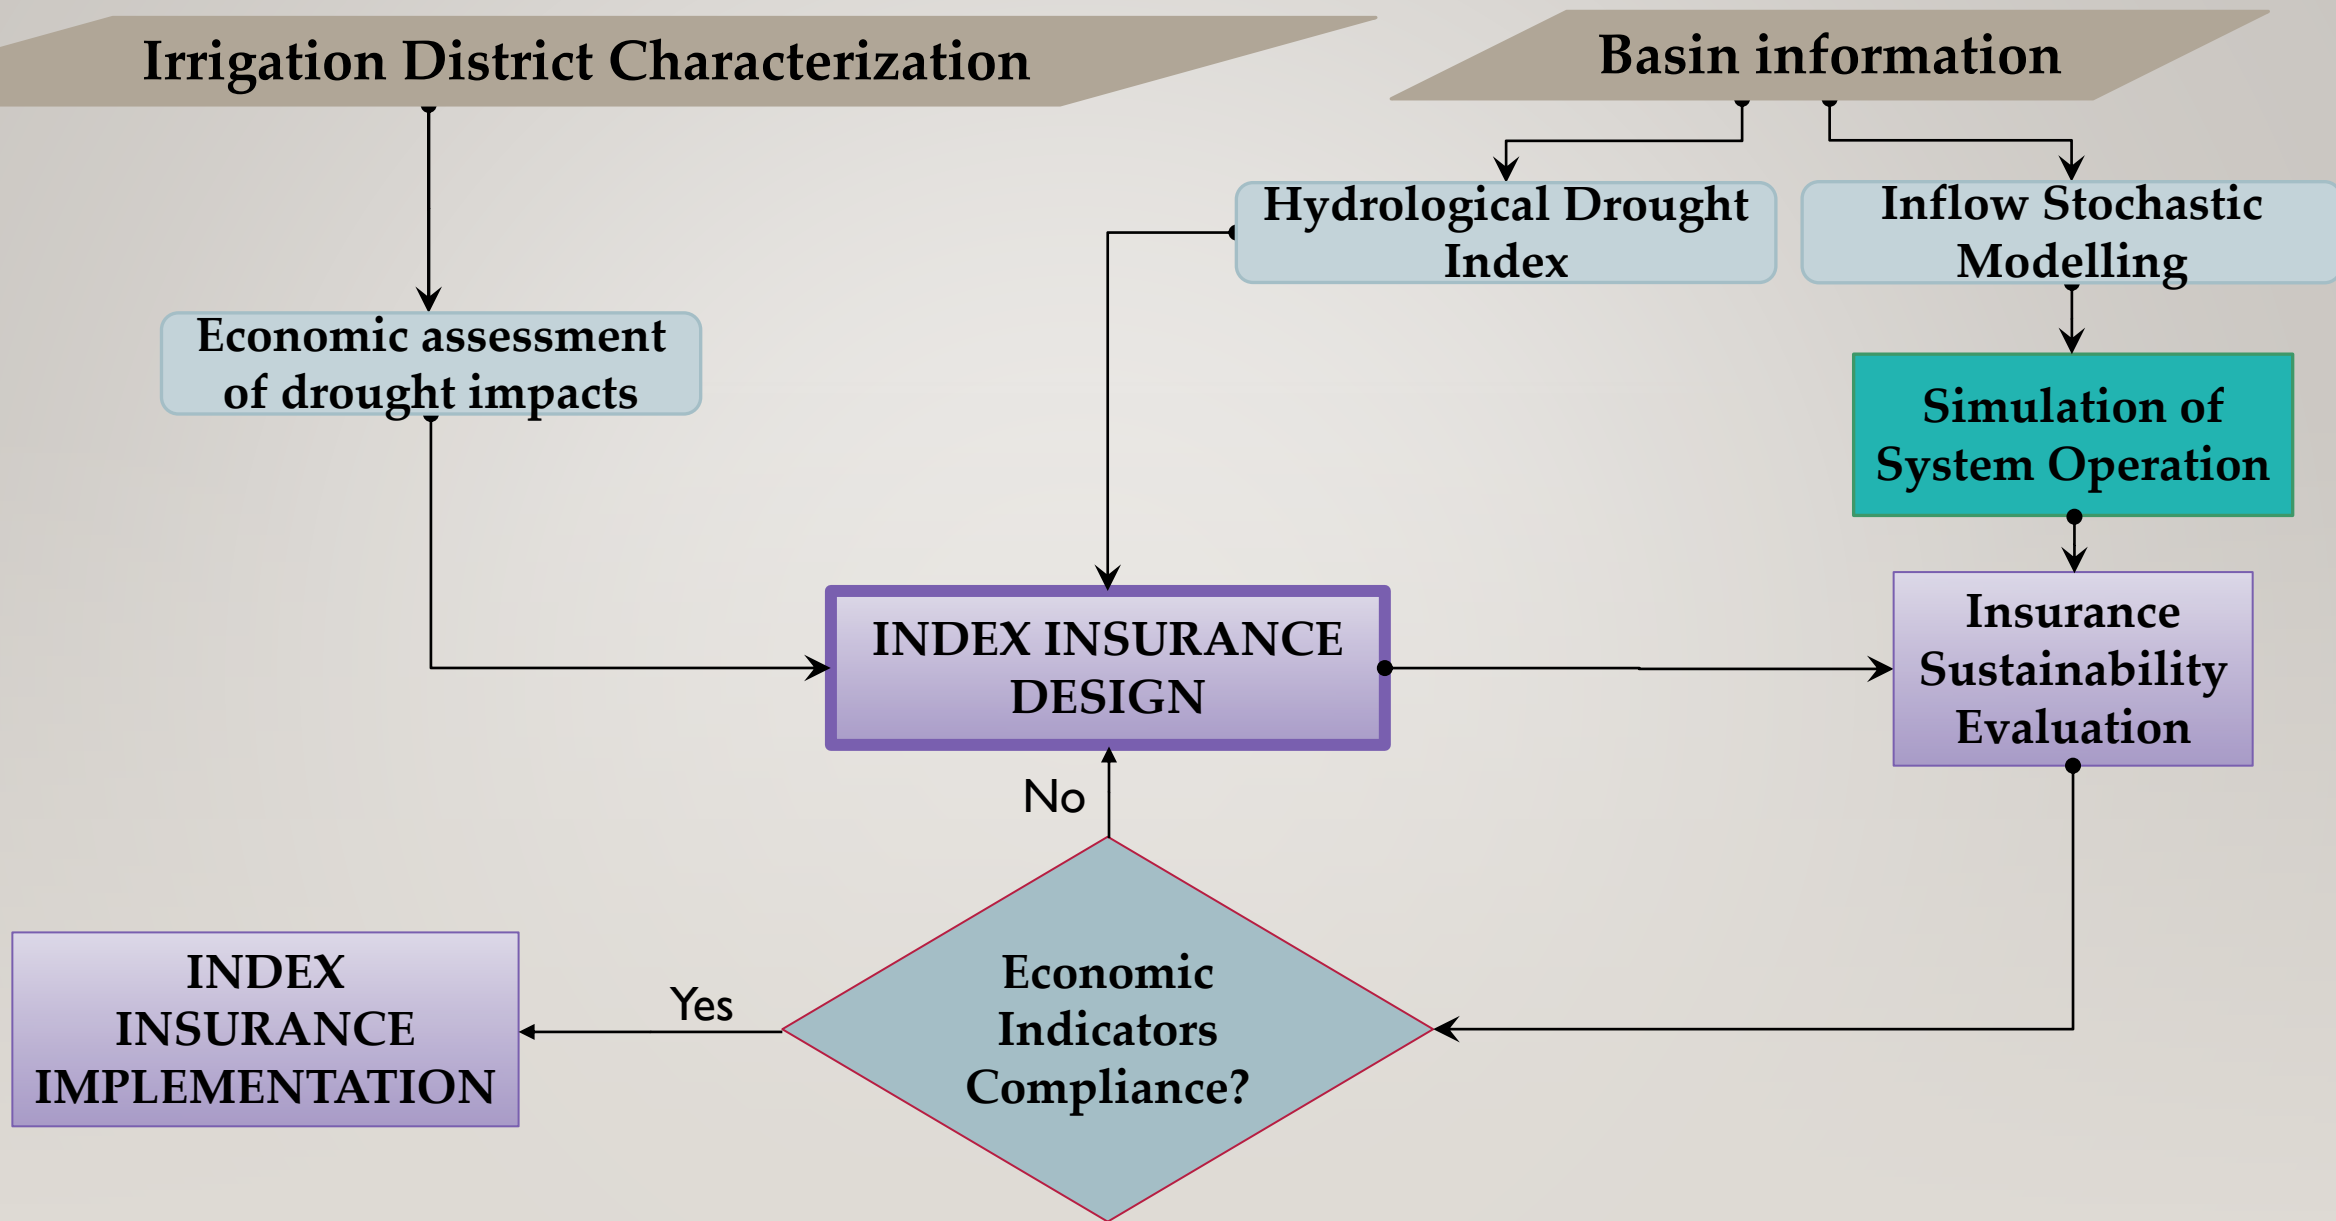 Irrigation District Characterization
Basin information
Hydrological Drought
Index
Inflow Stochastic
Modelling
Economic assessment
of drought impacts
Simulation of
System Operation
INDEX INSURANCE
DESIGN
Insurance
Sustainability
Evaluation
No
Economic
Indicators
Compliance?
Yes
INDEX
INSURANCE
IMPLEMENTATION